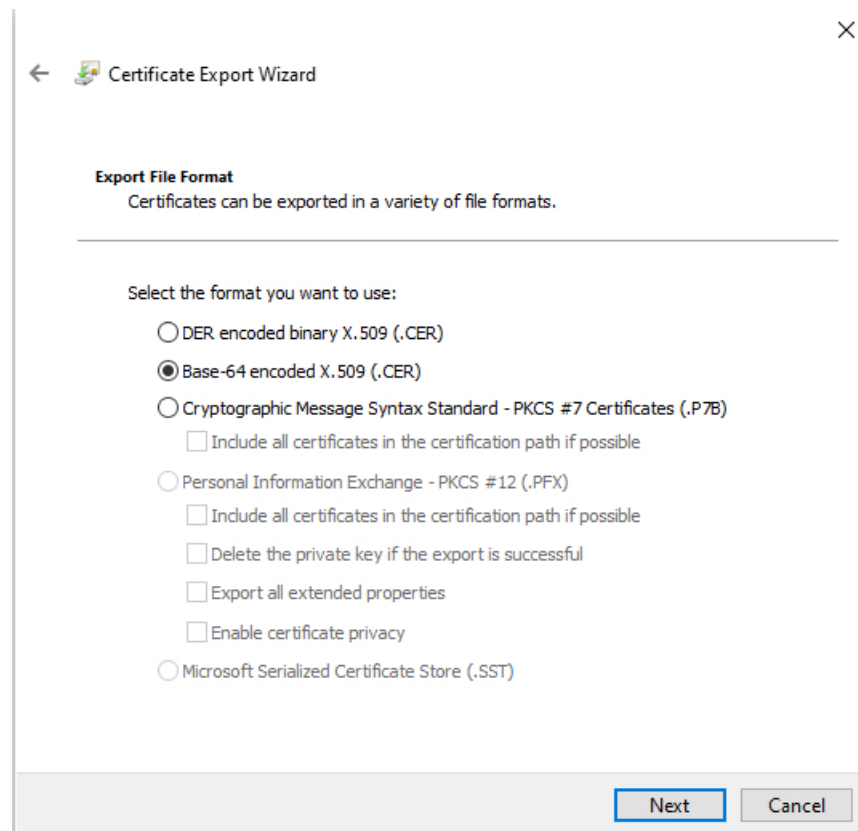 Certificate Export Wizard
Export File Format
Certificates can be exported in a variety of file formats.
Select the format you want to use:
DER encoded binary X.509 (.CER)
Base-64 encoded X.509 (.CER)
Cryptographic Message Syntax Standard - PKCS #7 Certificates (.P7B)
Include all certificates in the certification path if possible
Personal Information Exchange - PKCS #12 (.PFX)
Include all certificates in the certification path if possible
Delete the private key if the export is successful
Export all extended properties
Enable certificate privacy
Microsoft Serialized Certificate Store (.SST)
Next Cancel